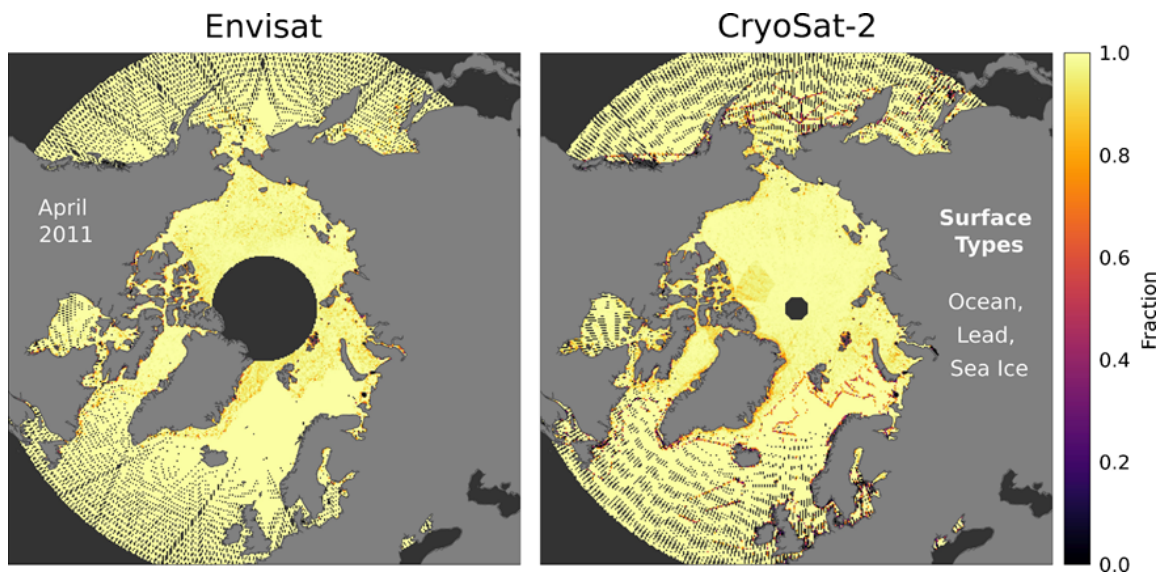 Envisat
CryoSat-2
April
2011
Surface
Types
Ocean,
Lead,
Sea Ice
1.0
0.8
0.6
0.4
0.2
0.0
Fraction